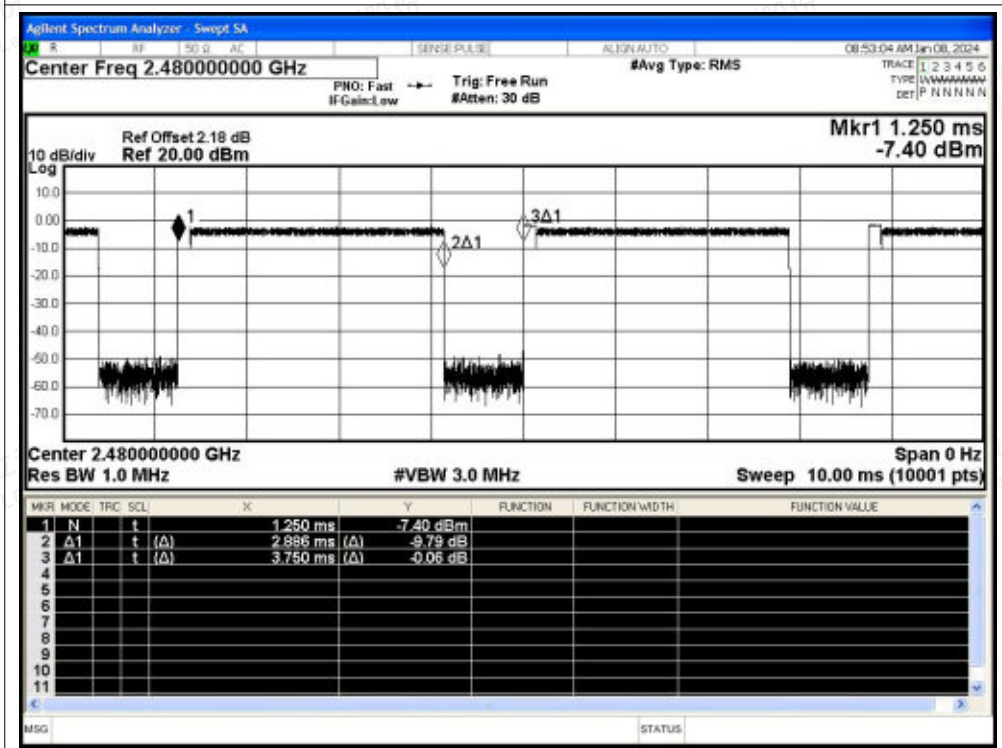 Agilent Spectrum Analyzer - Swept SA
R RF 50 Ω AC SENSE:PULSE ALIGN AUTO 08:53:04 AM Jan 08, 2024
Center Freq 2.480000000 GHz #Avg Type: RMS TRACE 1 2 3 4 5 6
PNO: Fast Trig: Free Run TYPE
IFGain:Low #Atten: 30 dB DET P N N N N N
Mkr1 1.250 ms
Ref Offset 2.18 dB
10 dB/div Ref 20.00 dBm -7.40 dBm
Log
10.0
0.00
1
3Δ1
2Δ1
-10.0
-20.0
-30.0
-40.0
-50.0
-60.0
-70.0
Center 2.480000000 GHz Span 0 Hz
Res BW 1.0 MHz #VBW 3.0 MHz Sweep 10.00 ms (10001 pts)
MKR MODE TRC SCL X Y FUNCTION FUNCTION WIDTH FUNCTION VALUE
1 N t 1.250 ms -7.40 dBm
2 Δ1 t (Δ) 2.886 ms (Δ) -9.79 dB
3 Δ1 t (Δ) 3.750 ms (Δ) -0.06 dB
4
5
6
7
8
9
10
11
MSG STATUS